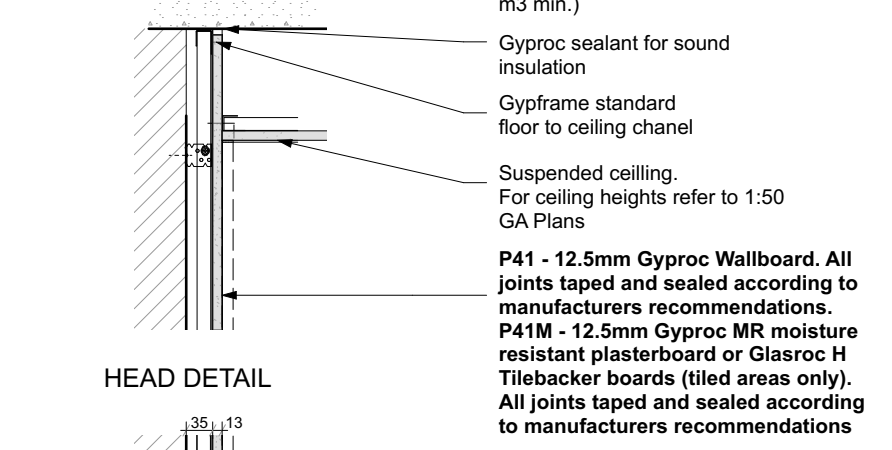 m3 min.)
Gyproc sealant for sound
insulation
Gypframe standard
floor to ceiling chanel
Suspended ceilling.
For ceiling heights refer to 1:50
GA Plans
P41 - 12.5mm Gyproc Wallboard. All
joints taped and sealed according to
manufacturers recommendations.
P41M - 12.5mm Gyproc MR moisture
resistant plasterboard or Glasroc H
Tilebacker boards (tiled areas only).
All joints taped and sealed according
to manufacturers recommendations
HEAD DETAIL
35 13